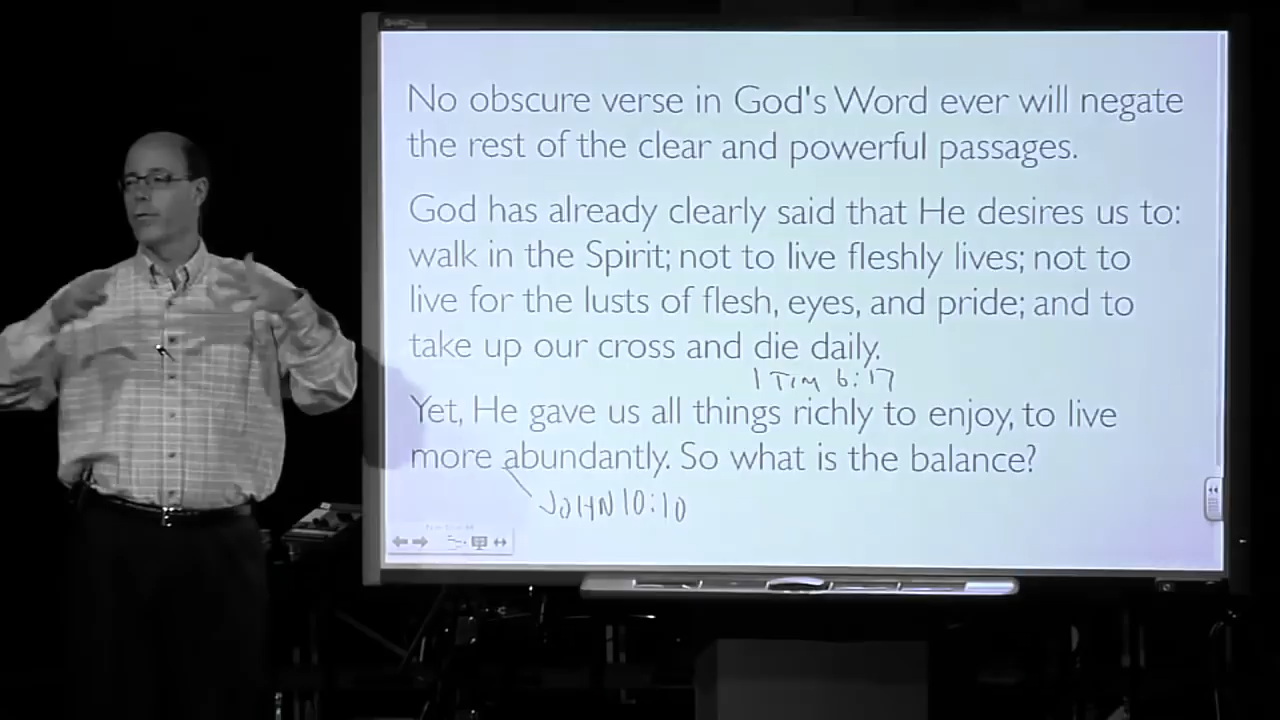 No obscure verse in God's Word ever will negate
the rest of the clear and powerful passages.
God has already clearly said that He desires us to:
walk in the Spirit; not to live fleshly lives; not to
live for the lusts of flesh, eyes, and pride; and to
take up our cross and die daily.
1 Tim 6:17
Yet, He gave us all things richly to enjoy, to live
more abundantly. So what is the balance?
JOHN 10:10